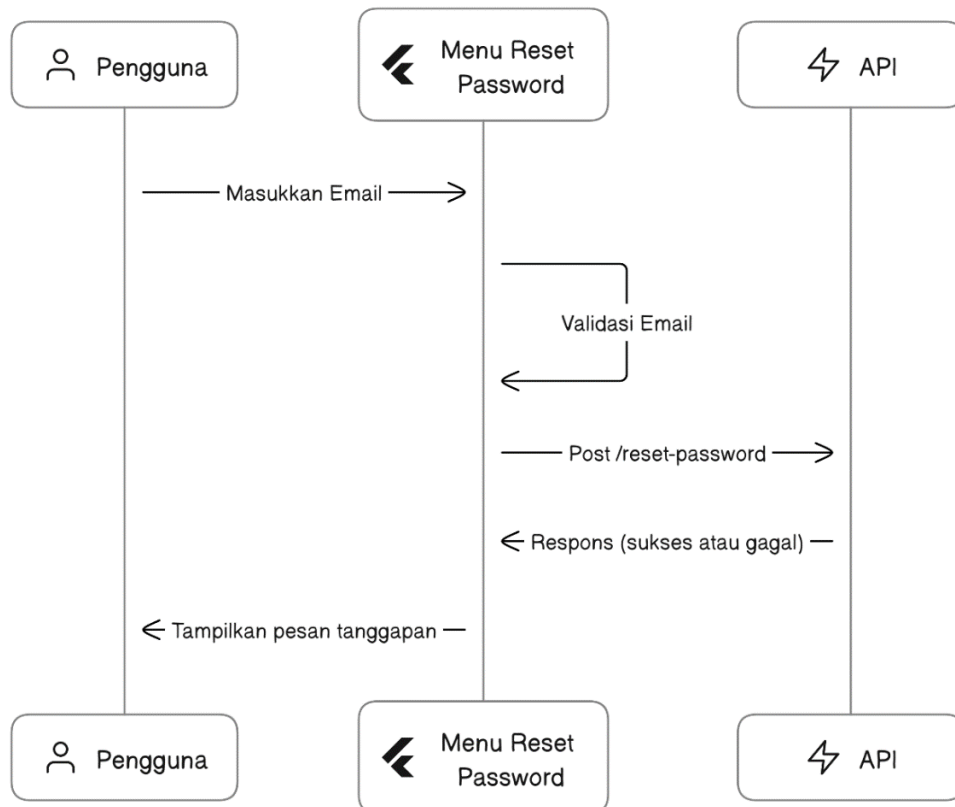 Pengguna
Menu Reset
Password
API
Masukkan Email
Validasi Email
Post /reset-password
Respons (sukses atau gagal)
Tampilkan pesan tanggapan
Pengguna
Menu Reset
Password
API